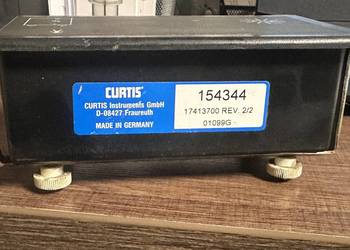 CURTIS
CURTIS Instruments GmbH
D-08427 Fraureuth
MADE IN GERMANY
154344
17413700 REV. 2/2
01099G